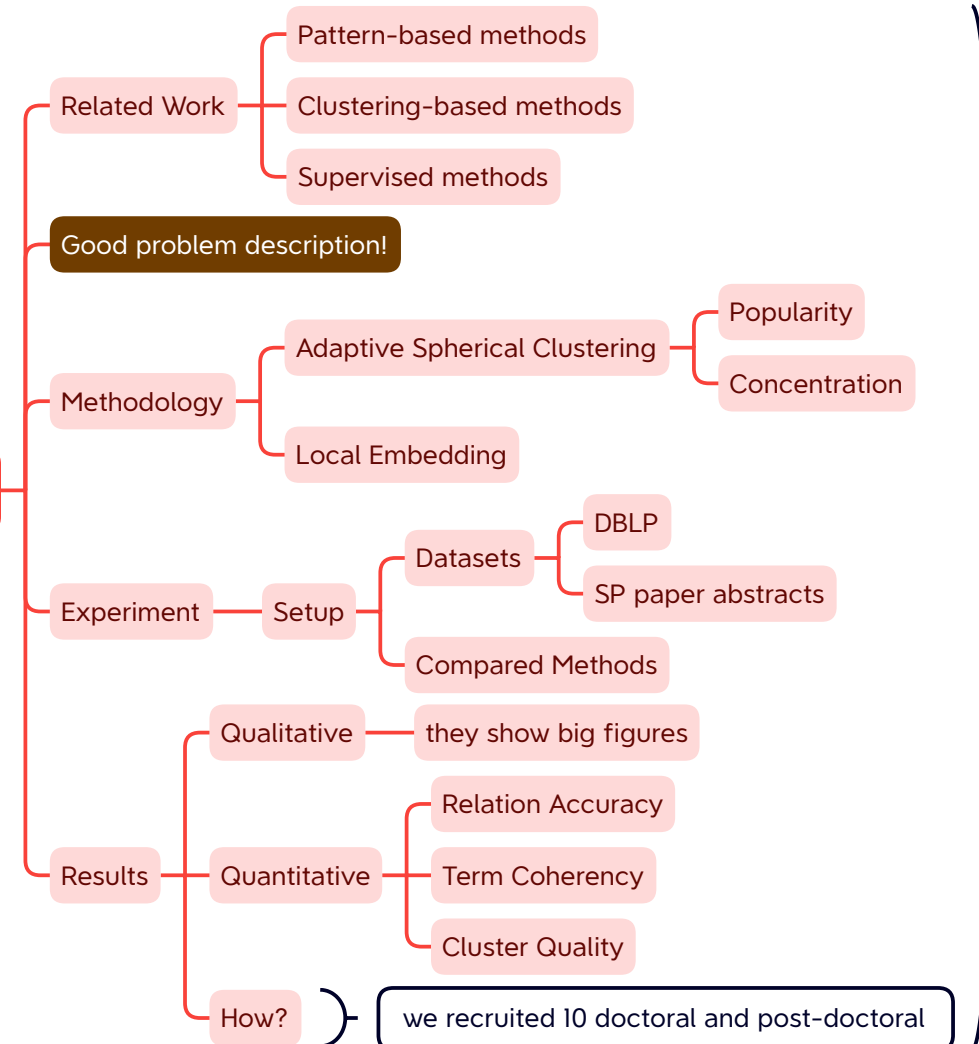 Related Work
Pattern-based methods
Clustering-based methods
Supervised methods
Good problem description!
Methodology
Adaptive Spherical Clustering
Popularity
Concentration
Local Embedding
Experiment
Setup
Datasets
DBLP
SP paper abstracts
Compared Methods
Results
Qualitative
they show big figures
Quantitative
Relation Accuracy
Term Coherency
Cluster Quality
How?
we recruited 10 doctoral and post-doctoral